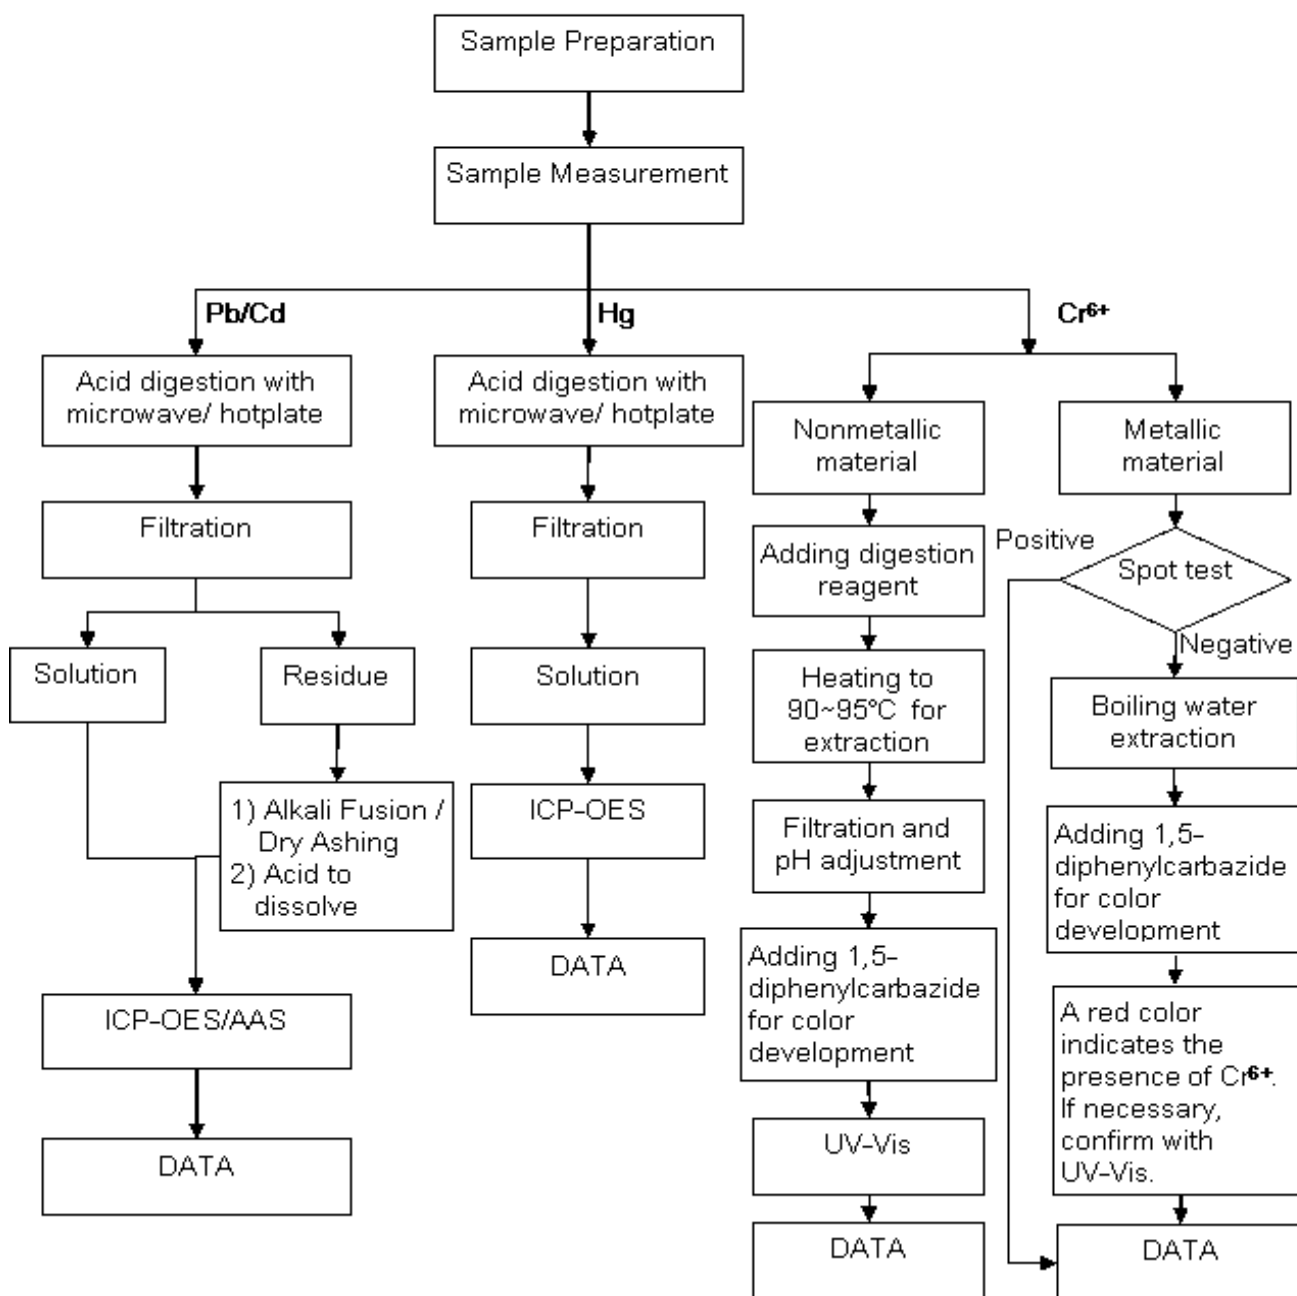 Sample Preparation
Sample Measurement
Pb/Cd
Hg
Cr⁶⁺
Acid digestion with
microwave/ hotplate
Filtration
Solution
Residue
1) Alkali Fusion /
Dry Ashing
2) Acid to
dissolve
ICP-OES/AAS
DATA
Acid digestion with
microwave/ hotplate
Filtration
Solution
ICP-OES
DATA
Nonmetallic
material
Adding digestion
reagent
Heating to
90~95°C for
extraction
Filtration and
pH adjustment
Adding 1,5-
diphenylcarbazide
for color
development
UV-Vis
DATA
Metallic
material
Positive
Spot test
Negative
Boiling water
extraction
Adding 1,5-
diphenylcarbazide
for color
development
A red color
indicates the
presence of Cr⁶⁺.
If necessary,
confirm with
UV-Vis.
DATA